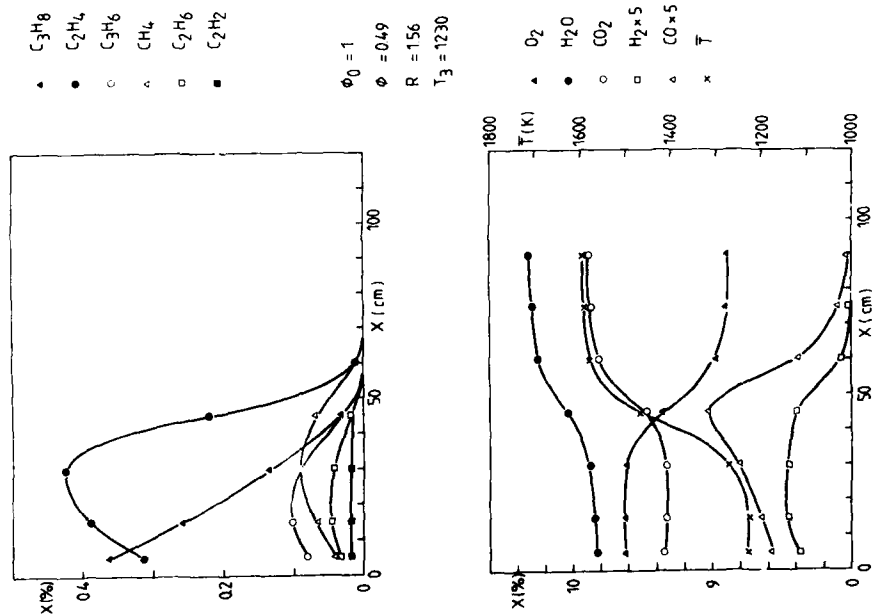 ▲ C₃H₈
● C₂H₄
○ C₃H₆
△ CH₄
□ C₂H₆
■ C₂H₂
Φ₀ = 1
Φ = 0.49
R = 1.56
T₃ = 1230
X(%)
0.4
0.2
0
50
100
X (cm)
▲ O₂
● H₂O
○ CO₂
□ H₂×5
△ CO×5
× T̅
X(%)
10
5
0
50
100
X (cm)
1800
T̅(K)
1600
1400
1200
1000